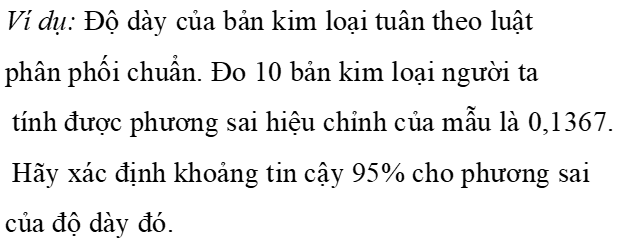 Ví dụ: Độ dày của bản kim loại tuân theo luật
phân phối chuẩn. Đo 10 bản kim loại người ta
tính được phương sai hiệu chỉnh của mẫu là 0,1367.
Hãy xác định khoảng tin cậy 95% cho phương sai
của độ dày đó.